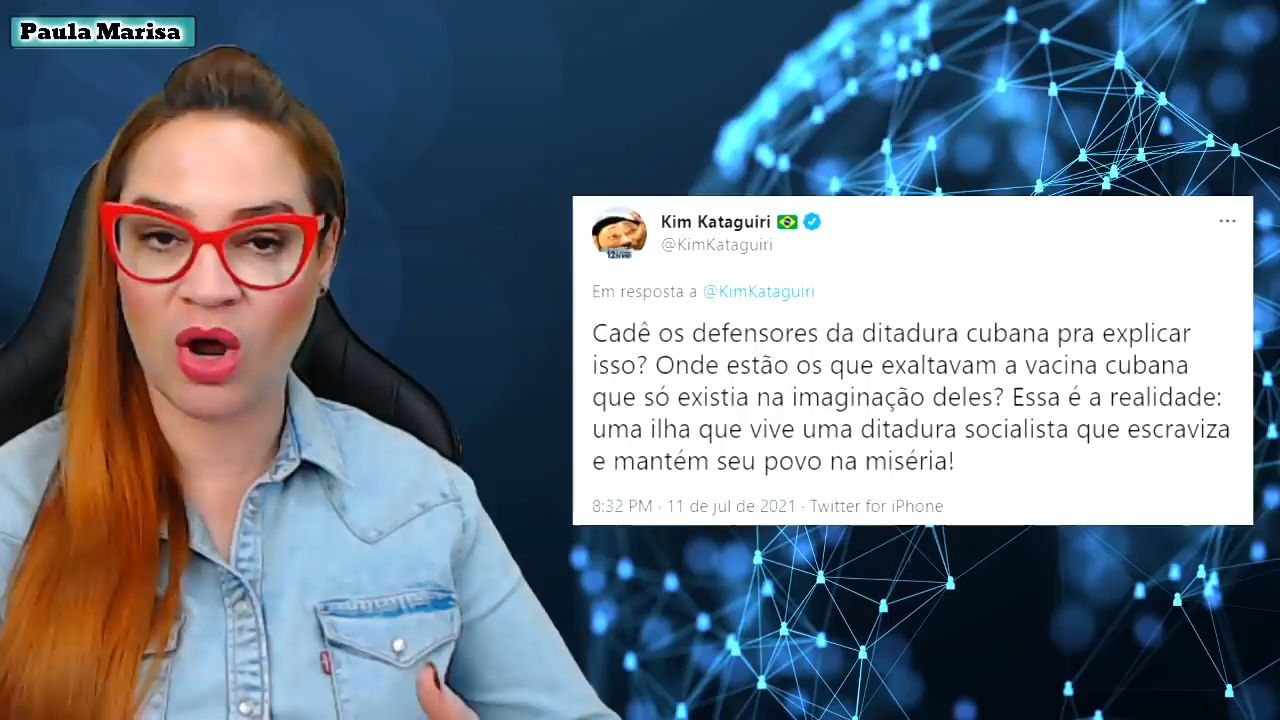 Paula Marisa
Kim Kataguiri
@KimKataguiri
Em resposta a @KimKataguiri
Cadê os defensores da ditadura cubana pra explicar
isso? Onde estão os que exaltavam a vacina cubana
que só existia na imaginação deles? Essa é a realidade:
uma ilha que vive uma ditadura socialista que escraviza
e mantém seu povo na miséria!
8:32 PM · 11 de jul de 2021 · Twitter for iPhone